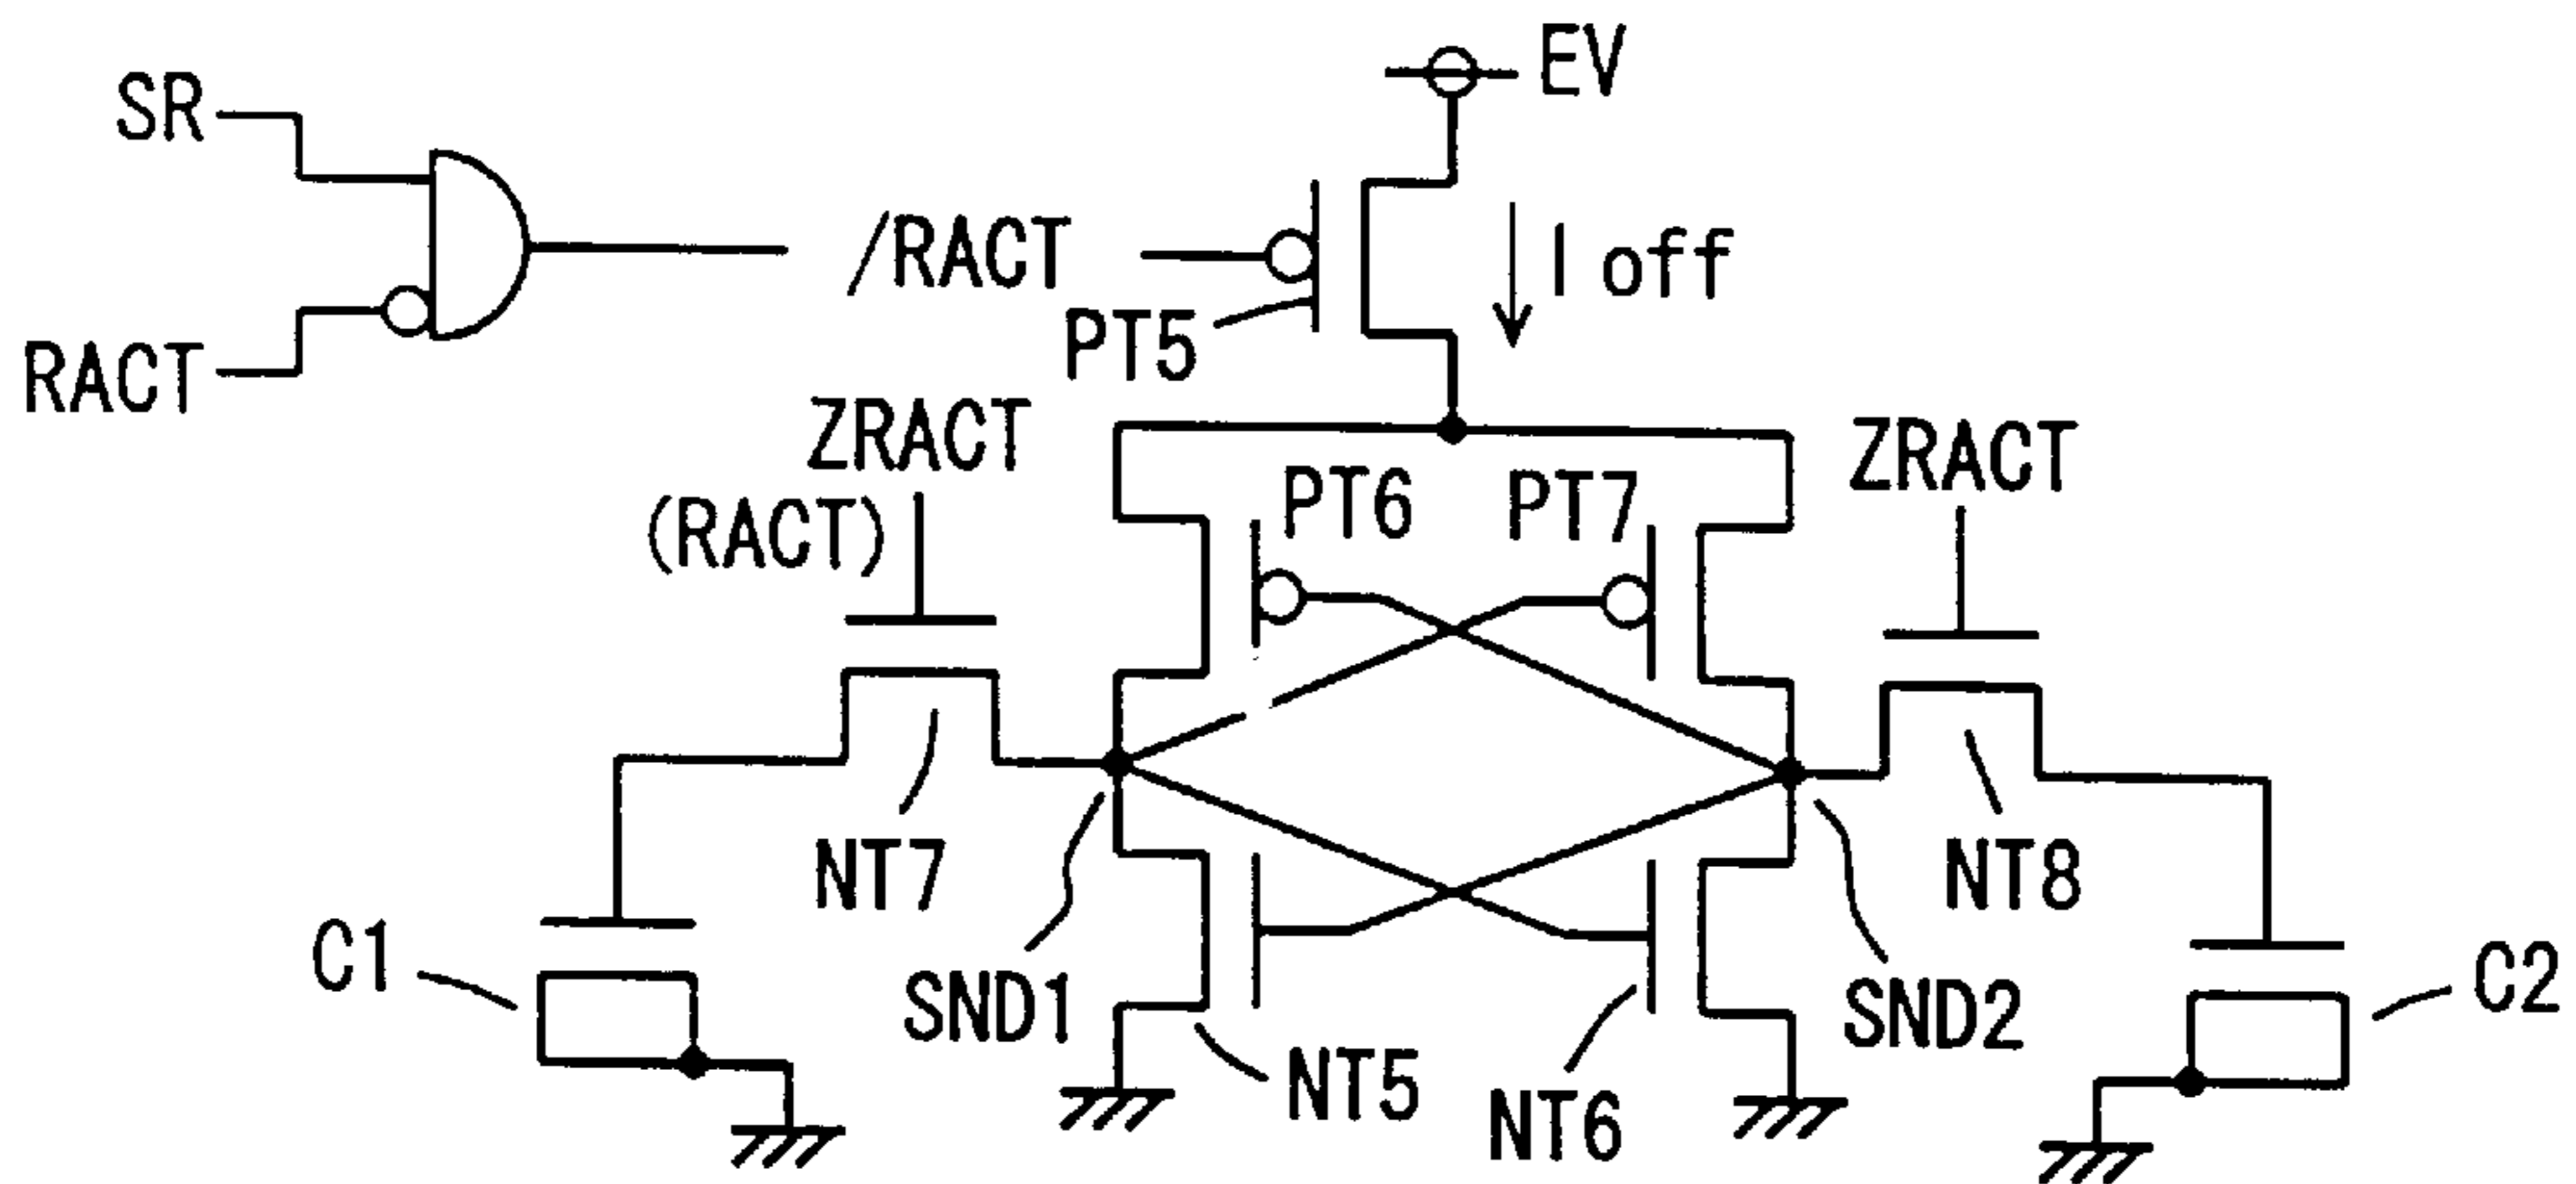 EV
SR
/RACT
I off
PT5
RACT
ZRACT
(RACT)
ZRACT
PT6
PT7
NT7
NT8
C1
SND1
SND2
C2
NT5
NT6